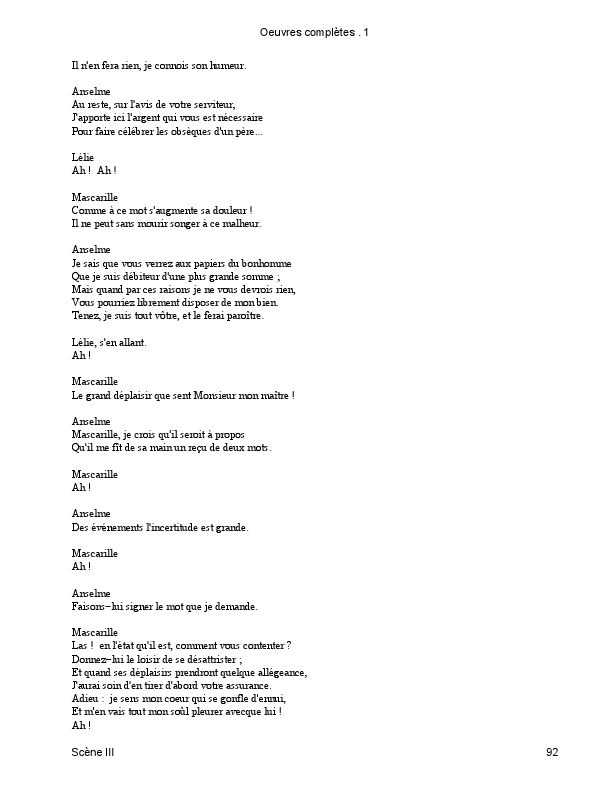 Oeuvres complètes . 1
Il n'en fera rien, je connois son humeur.
Anselme
Au reste, sur l'avis de votre serviteur,
J'apporte ici l'argent qui vous est nécessaire
Pour faire célébrer les obsèques d'un père...
Lélie
Ah ! Ah !
Mascarille
Comme à ce mot s'augmente sa douleur !
Il ne peut sans mourir songer à ce malheur.
Anselme
Je sais que vous verrez aux papiers du bonhomme
Que je suis débiteur d'une plus grande somme ;
Mais quand par ces raisons je ne vous devrois rien,
Vous pourriez librement disposer de mon bien.
Tenez, je suis tout vôtre, et le ferai paroître.
Lélie, s'en allant.
Ah !
Mascarille
Le grand déplaisir que sent Monsieur mon maître !
Anselme
Mascarille, je crois qu'il seroit à propos
Qu'il me fît de sa main un reçu de deux mots.
Mascarille
Ah !
Anselme
Des événements l'incertitude est grande.
Mascarille
Ah !
Anselme
Faisons−lui signer le mot que je demande.
Mascarille
Las ! en l'état qu'il est, comment vous contenter ?
Donnez−lui le loisir de se désattrister ;
Et quand ses déplaisirs prendront quelque allégeance,
J'aurai soin d'en tirer d'abord votre assurance.
Adieu : je sens mon coeur qui se gonfle d'ennui,
Et m'en vais tout mon soûl pleurer avecque lui !
Ah !
Scène III 92